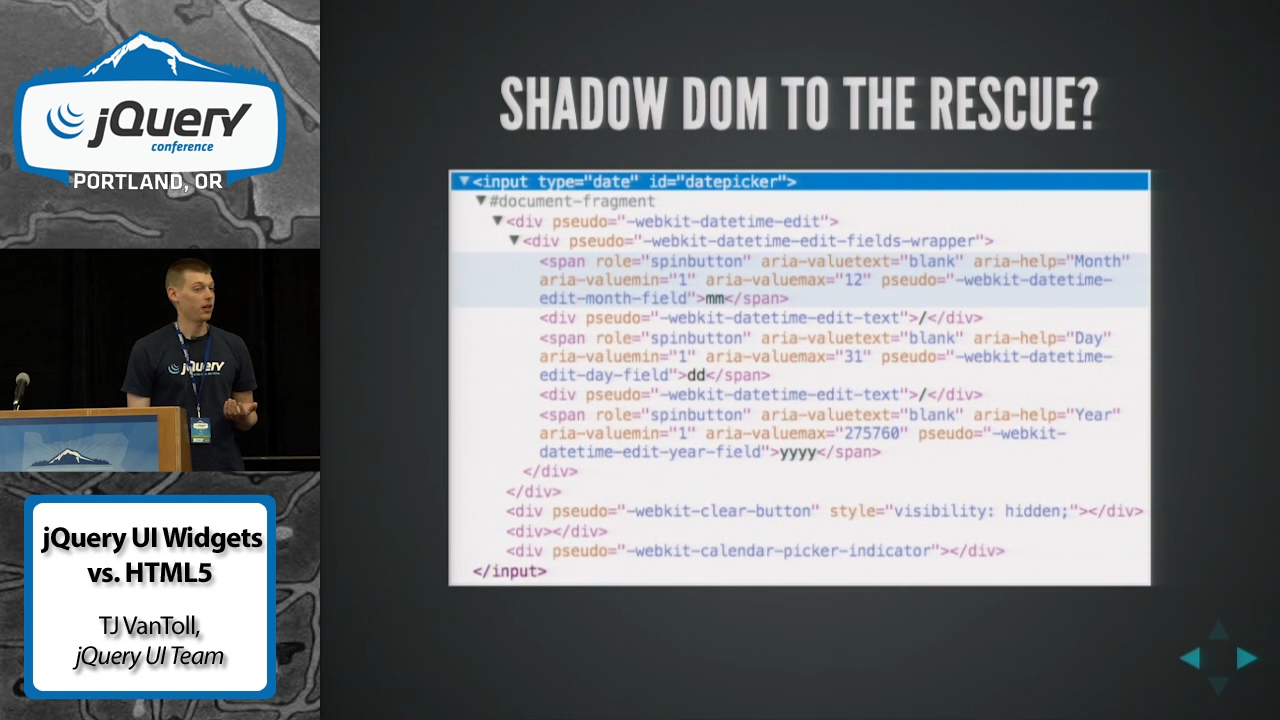 jQuery
conference
PORTLAND, OR
SHADOW DOM TO THE RESCUE?
<input type="date" id="datepicker">
#document-fragment
<div pseudo="-webkit-datetime-edit">
<div pseudo="-webkit-datetime-edit-fields-wrapper">
<span role="spinbutton" aria-valuetext="blank" aria-help="Month"
aria-valuemin="1" aria-valuemax="12" pseudo="-webkit-datetime-
edit-month-field">mm</span>
<div pseudo="-webkit-datetime-edit-text">/</div>
<span role="spinbutton" aria-valuetext="blank" aria-help="Day"
aria-valuemin="1" aria-valuemax="31" pseudo="-webkit-datetime-
edit-day-field">dd</span>
<div pseudo="-webkit-datetime-edit-text">/</div>
<span role="spinbutton" aria-valuetext="blank" aria-help="Year"
aria-valuemin="1" aria-valuemax="275760" pseudo="-webkit-
datetime-edit-year-field">yyyy</span>
</div>
</div>
<div pseudo="-webkit-clear-button" style="visibility: hidden;"></div>
<div></div>
<div pseudo="-webkit-calendar-picker-indicator"></div>
</input>
jQuery
jQuery UI Widgets
vs. HTML5
TJ VanToll,
jQuery UI Team